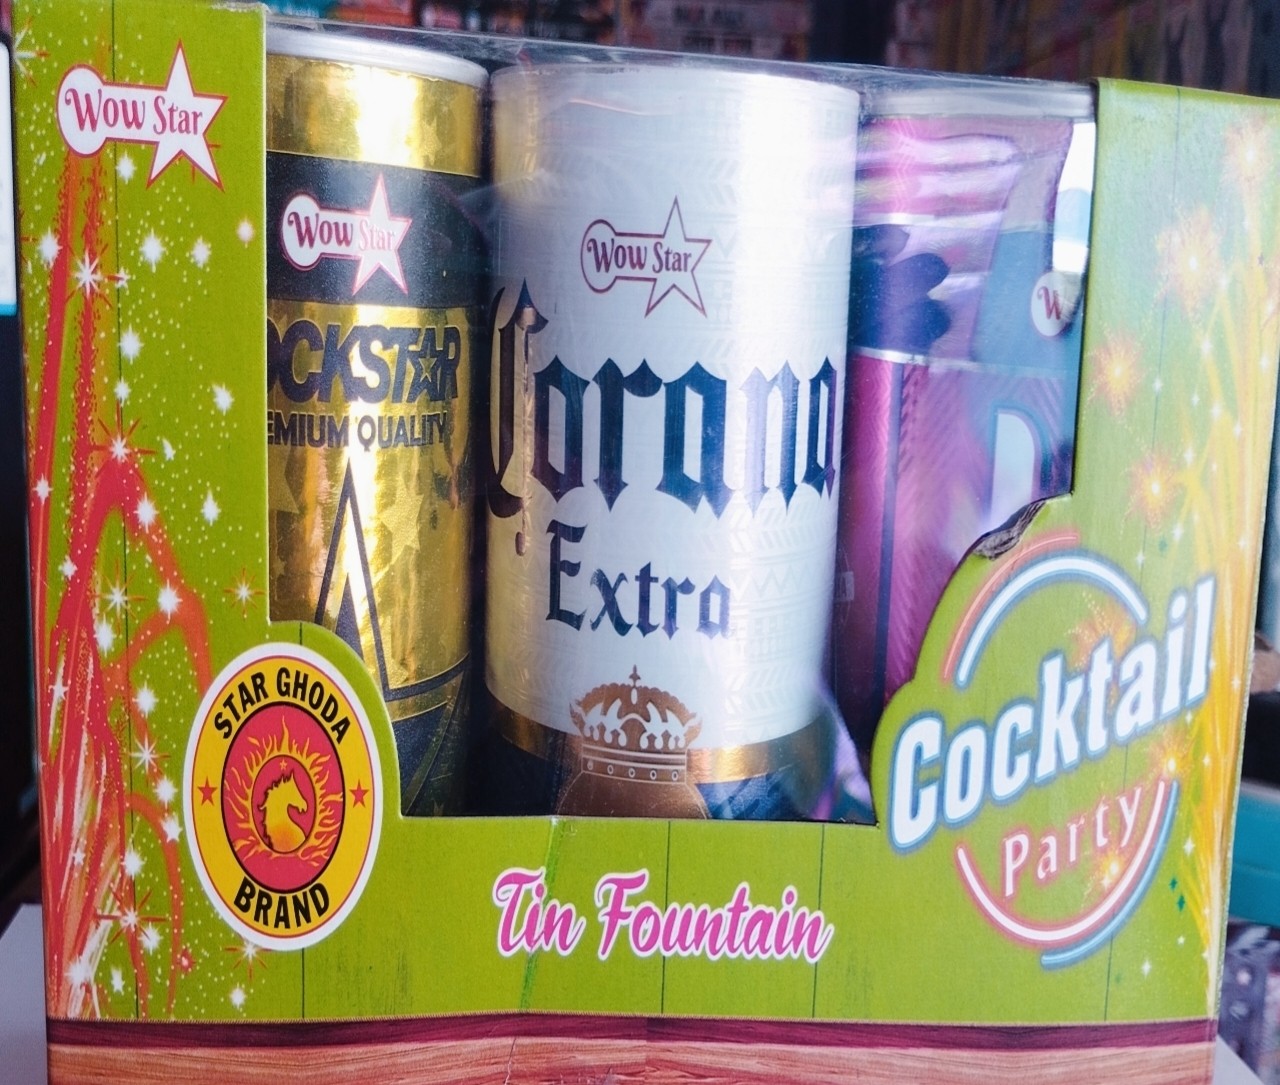 Wow Star
Wow Star
OCKSTAR
EMIUM QUALITY
Wow Star
Corona
Extra
W
D
STAR GHODA
BRAND
Tin Fountain
Cocktail
Party